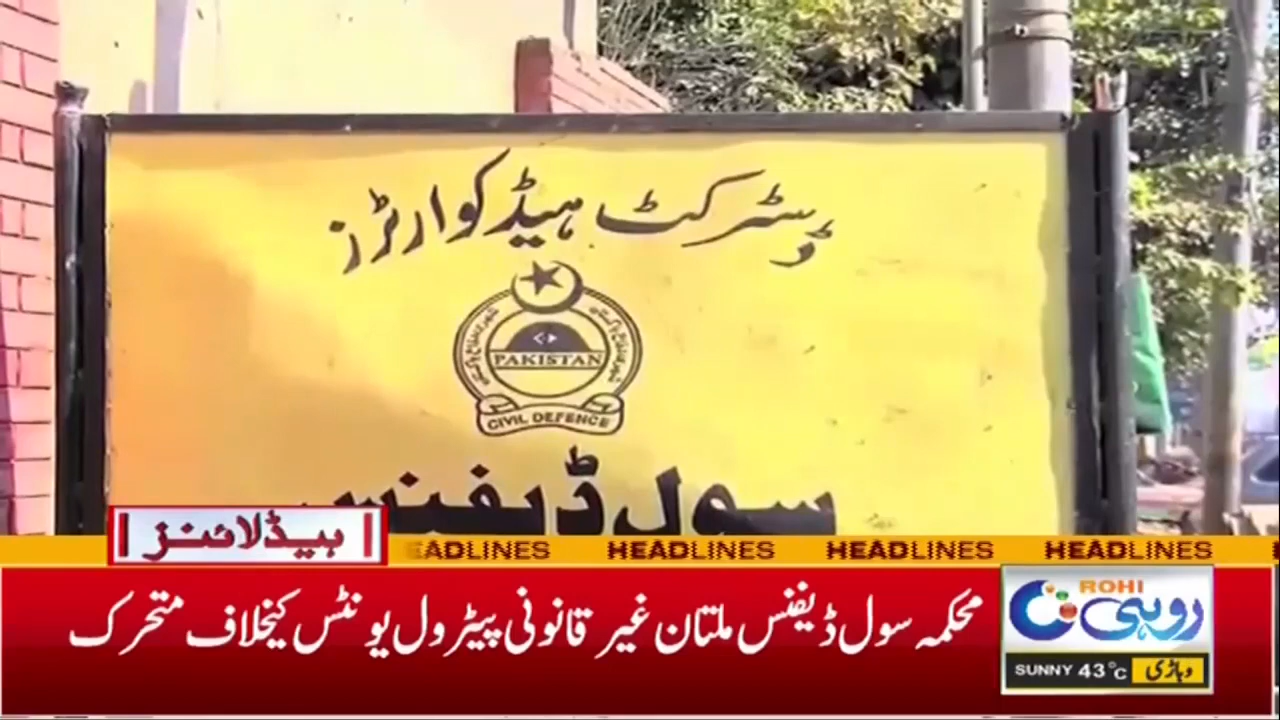 ڈسٹرکٹ ہیڈکوارٹرز
PAKISTAN
CIVIL DEFENCE
سول ڈیفنس
ہیڈلائنز
EADLINES HEADLINES HEADLINES HEADLINES
محکمہ سول ڈیفنس ملتان غیر قانونی پیٹرول یونٹس کیخلاف متحرک
ROHI
روہی
SUNNY 43°C وہاڑی